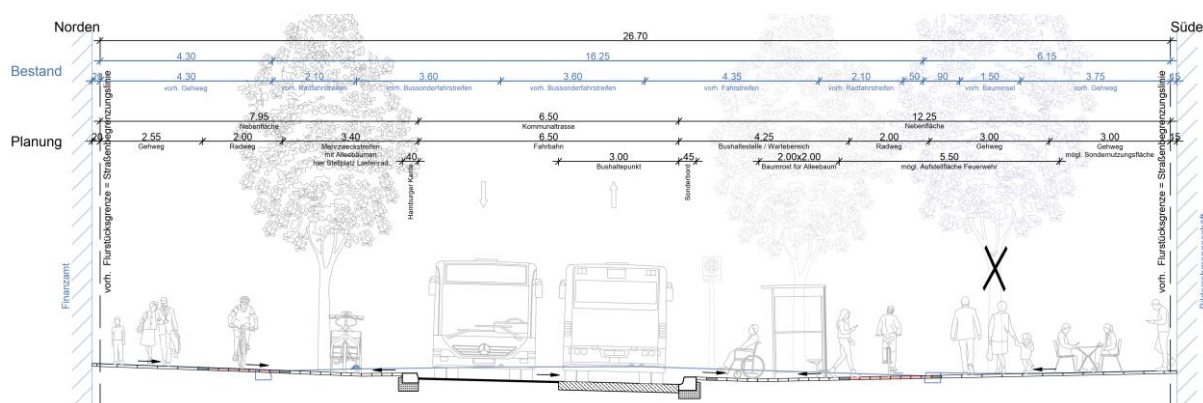 Norden
Süde
26.70
4.30
16.25
6.15
Bestand
20
4.30
2.10
3.60
3.60
4.35
2.10
50
90
1.50
3.75
15
vorh. Gehweg
vorh. Radfahrstreifen
vorh. Bussonderfahrstreifen
vorh. Bussonderfahrstreifen
vorh. Fahrstreifen
vorh. Radfahrstreifen
vorh. Bauminsel
vorh. Gehweg
7.95
6.50
12.25
Nebenfläche
Kommunaltrasse
Nebenfläche
Planung
20
2.55
2.00
3.40
6.50
4.25
2.00
3.00
3.00
15
Gehweg
Radweg
Mehrzweckstreifen
mit Alleebäumen
hier Stellplatz Lastenrad
Fahrbahn
Bushaltestelle / Wartebereich
Radweg
Gehweg
Gehweg
mögl. Sondernutzungsfläche
40
3.00
45
2.00x2.00
5.50
Bushaltepunkt
Baumrost für Alleebaum
mögl. Aufstellfläche Feuerwehr
Hamburger Kante
Sonderbord
vorh. Flurstücksgrenze = Straßenbegrenzungslinie
vorh. Flurstücksgrenze = Straßenbegrenzungslinie
Finanzamt